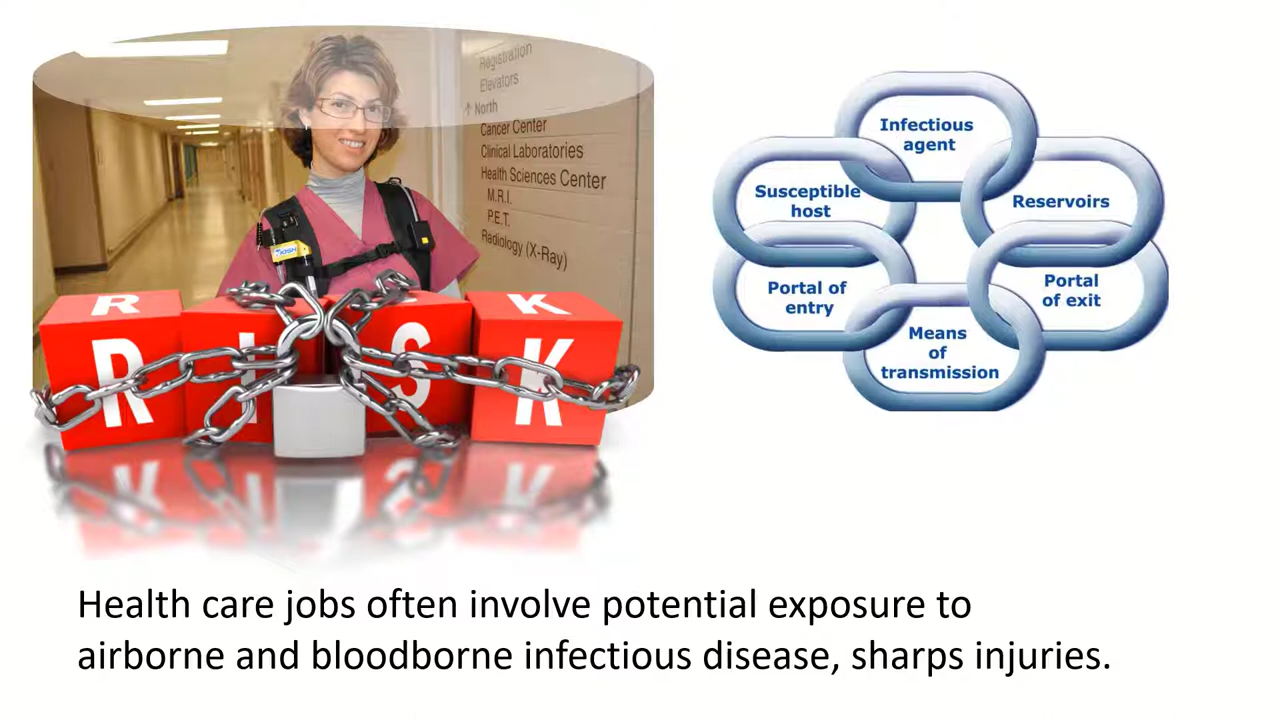 Registration
Elevators
↑ North
Cancer Center
Clinical Laboratories
Health Sciences Center
M.R.I.
P.E.T.
Radiology (X-Ray)
NIOSH
R I S K
R I S K
Infectious
agent
Susceptible
host
Reservoirs
Portal of
entry
Portal
of exit
Means
of
transmission
Health care jobs often involve potential exposure to
airborne and bloodborne infectious disease, sharps injuries.